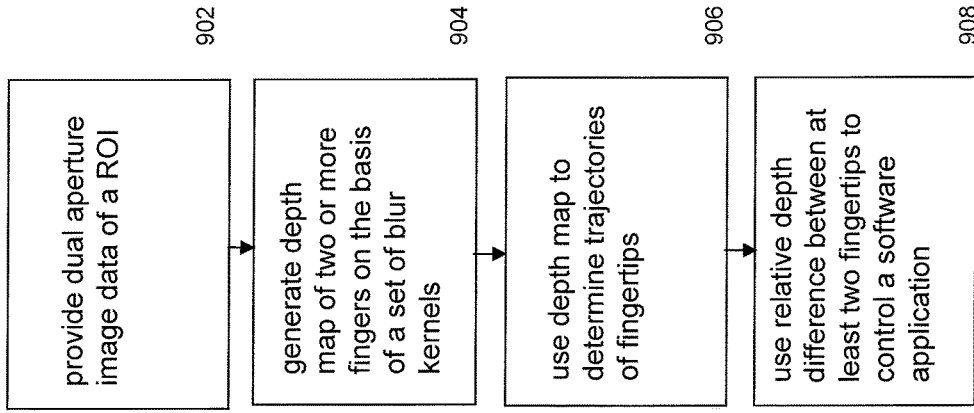 provide dual aperture
image data of a ROI
902
generate depth
map of two or more
fingers on the basis
of a set of blur
kernels
904
use depth map to
determine trajectories
of fingertips
906
use relative depth
difference between at
least two fingertips to
control a software
application
908